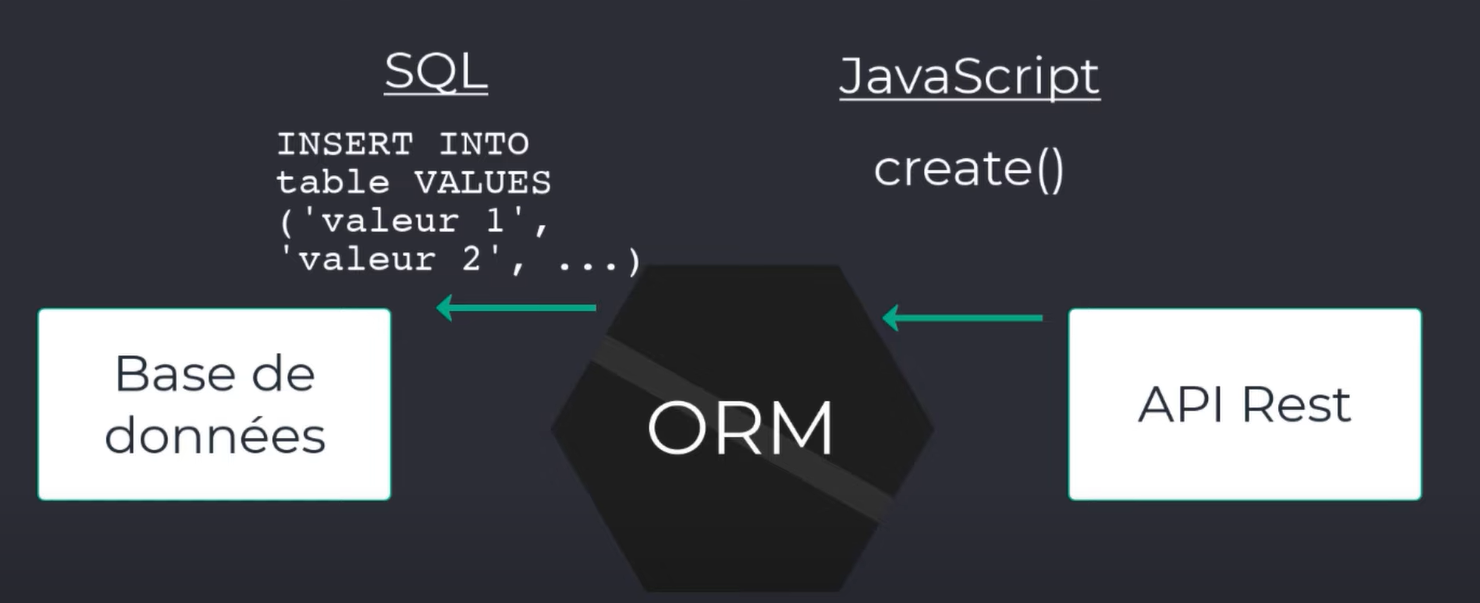 SQL
INSERT INTO
table VALUES
('valeur 1',
'valeur 2', ...)
JavaScript
create()
Base de
données
ORM
API Rest